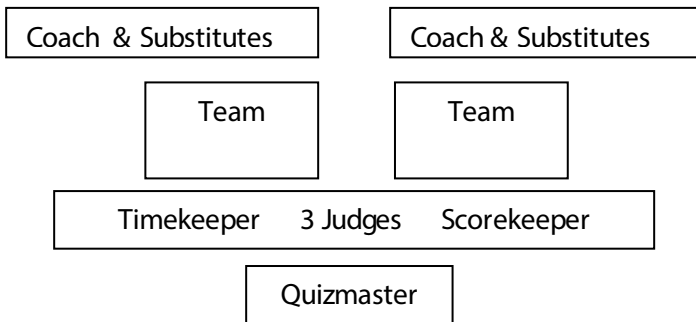 Coach & Substitutes Coach & Substitutes
Team Team
Timekeeper 3 Judges Scorekeeper
Quizmaster